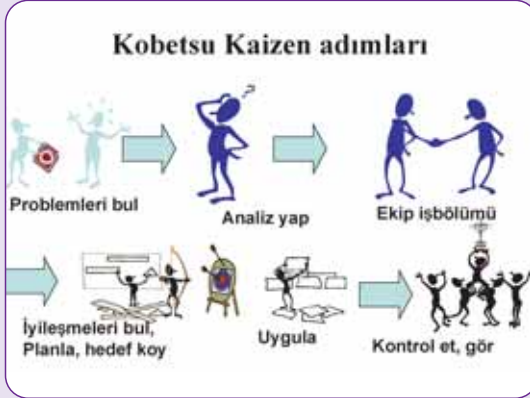 Kobetsu Kaizen adımları
Problemleri bul
Analiz yap
Ekip işbölümü
İyileşmeleri bul,
Planla, hedef koy
Uygula
Kontrol et, gör